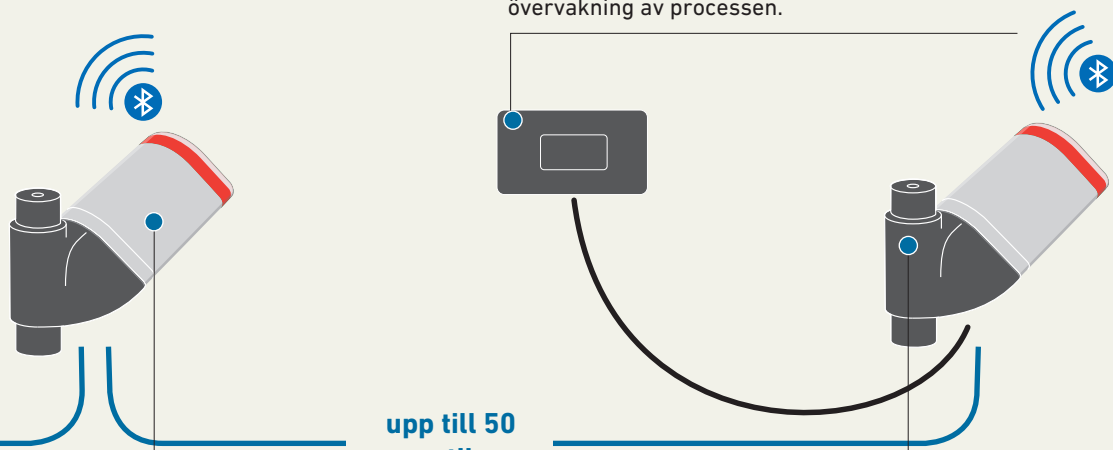 övervakning av processen.
upp till 50